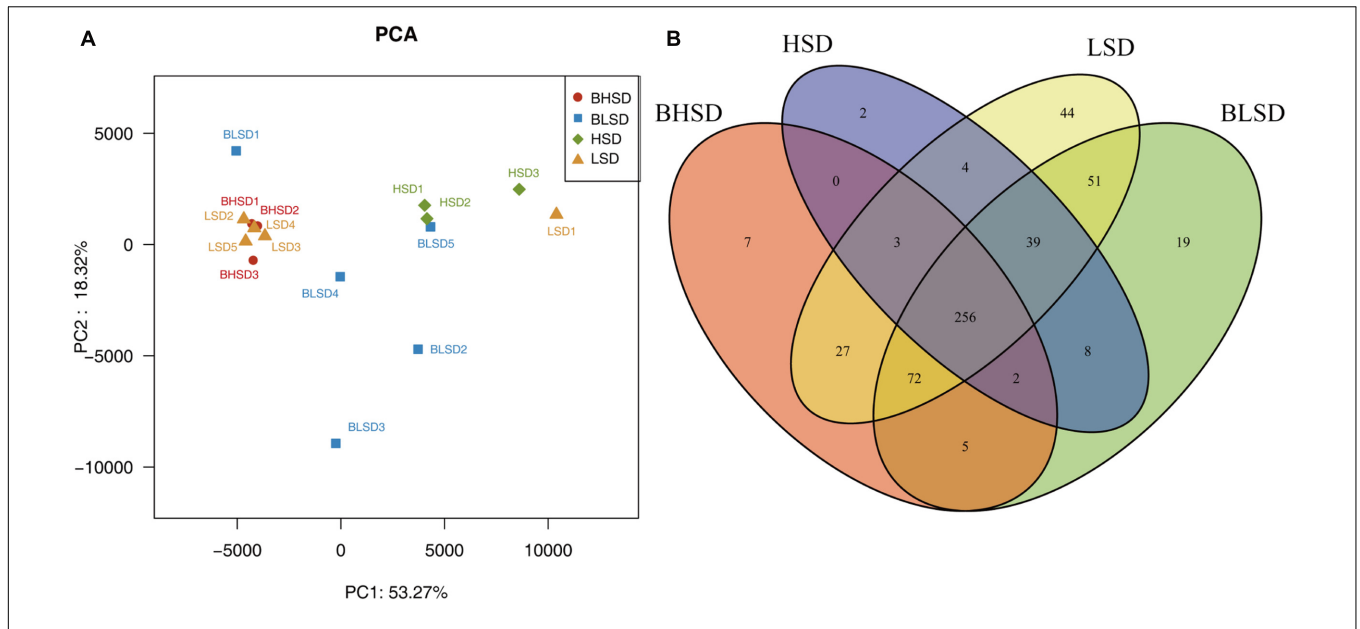 A
PCA
BHSD
BLSD
HSD
LSD
5000
0
−5000
−10000
PC2 : 18.32%
−5000
0
5000
10000
PC1: 53.27%
BLSD1
BHSD1
BHSD2
LSD2
LSD4
LSD5
LSD3
BHSD3
HSD1
HSD2
HSD3
BLSD5
LSD1
BLSD4
BLSD2
BLSD3
B
HSD
LSD
BHSD
BLSD
2
44
4
0
51
7
3
39
19
256
27
8
72
2
5